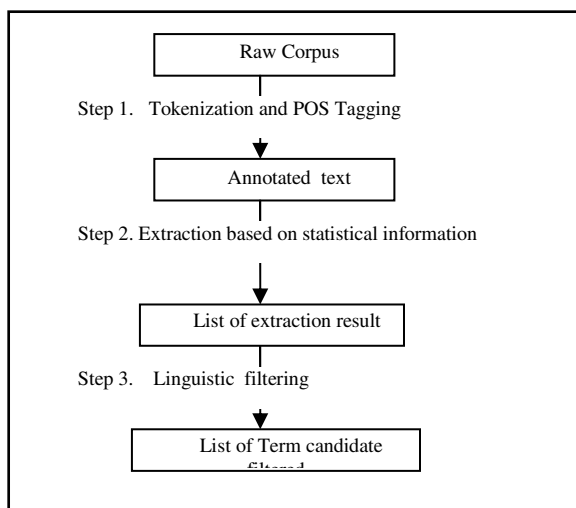 Raw Corpus
Step 1. Tokenization and POS Tagging
Annotated text
Step 2. Extraction based on statistical information
List of extraction result
Step 3. Linguistic filtering
List of Term candidate
filtered